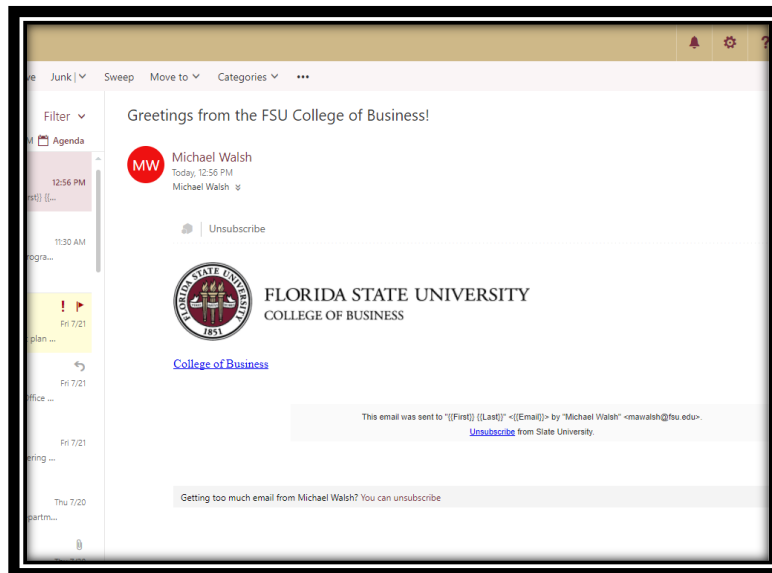 ?
ve Junk | Sweep Move to Categories •••
Filter
M Agenda
12:56 PM
rst}} {{...
11:30 AM
rogra...
!
Fri 7/21
plan ...
Fri 7/21
ffice ...
Fri 7/21
ering ...
Thu 7/20
partm...
Greetings from the FSU College of Business!
MW
Michael Walsh
Today, 12:56 PM
Michael Walsh
Unsubscribe
FLORIDA STATE UNIVERSITY
1851
FLORIDA STATE UNIVERSITY
COLLEGE OF BUSINESS
College of Business
This email was sent to "{{First}} {{Last}}" <{{Email}}> by "Michael Walsh" <mawalsh@fsu.edu>.
Unsubscribe from Slate University.
Getting too much email from Michael Walsh? You can unsubscribe